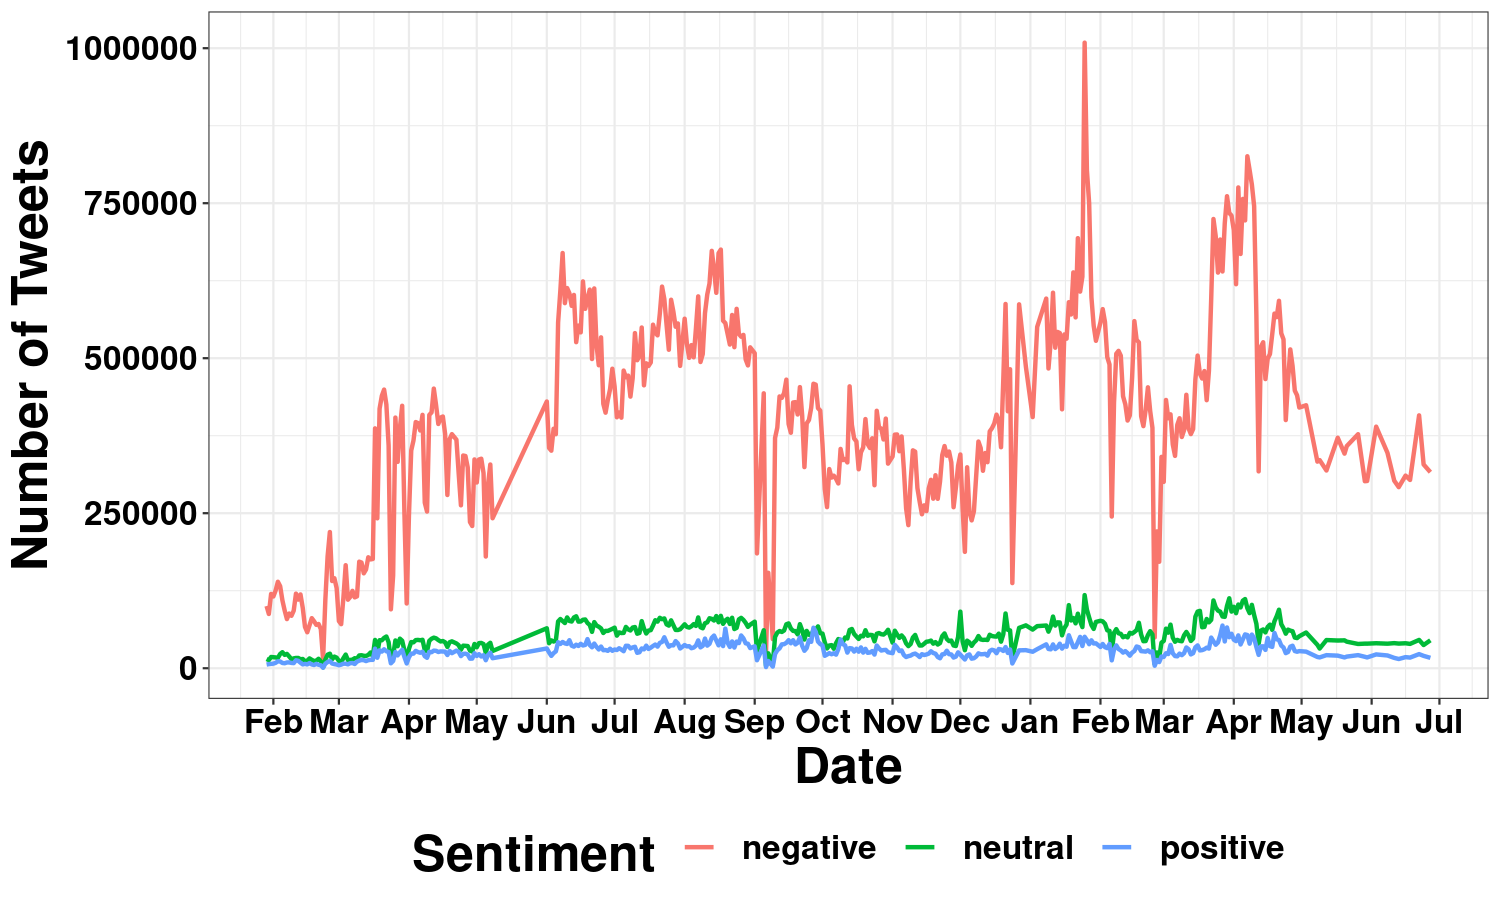 Number of Tweets
1000000
750000
500000
250000
0
Feb Mar Apr May Jun Jul Aug Sep Oct Nov Dec Jan Feb Mar Apr May Jun Jul
Date
Sentiment negative neutral positive